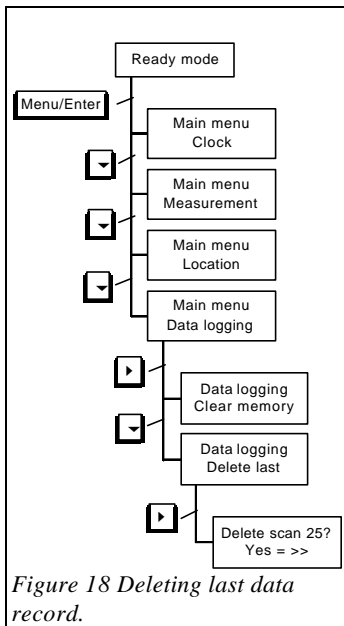 Ready mode
Menu/Enter
Main menu
Clock
Main menu
Measurement
Main menu
Location
Main menu
Data logging
Data logging
Clear memory
Data logging
Delete last
Delete scan 25?
Yes = >>
Figure 18 Deleting last data
record.